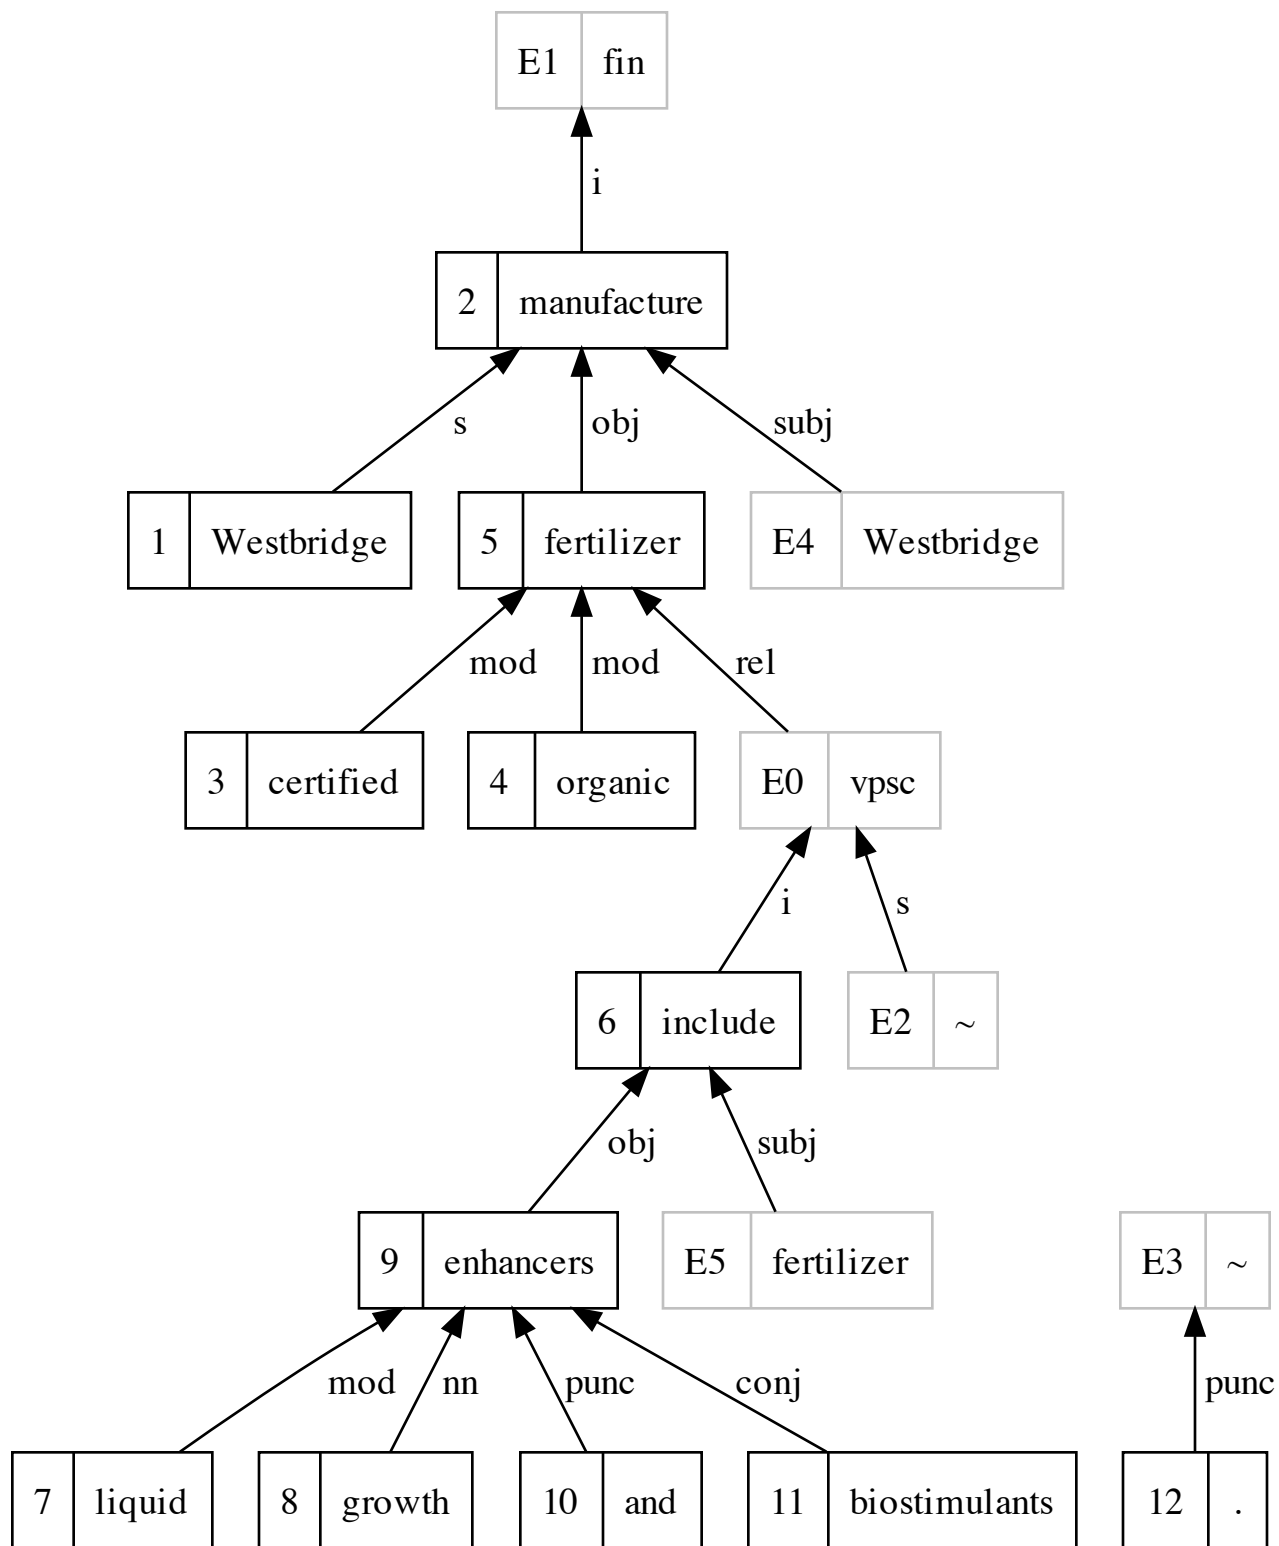 E1 fin
i
2 manufacture
s obj subj
1 Westbridge 5 fertilizer E4 Westbridge
mod mod rel
3 certified 4 organic E0 vpsc
i s
6 include E2 ~
obj subj
9 enhancers E5 fertilizer E3 ~
mod nn punc conj punc
7 liquid 8 growth 10 and 11 biostimulants 12 .